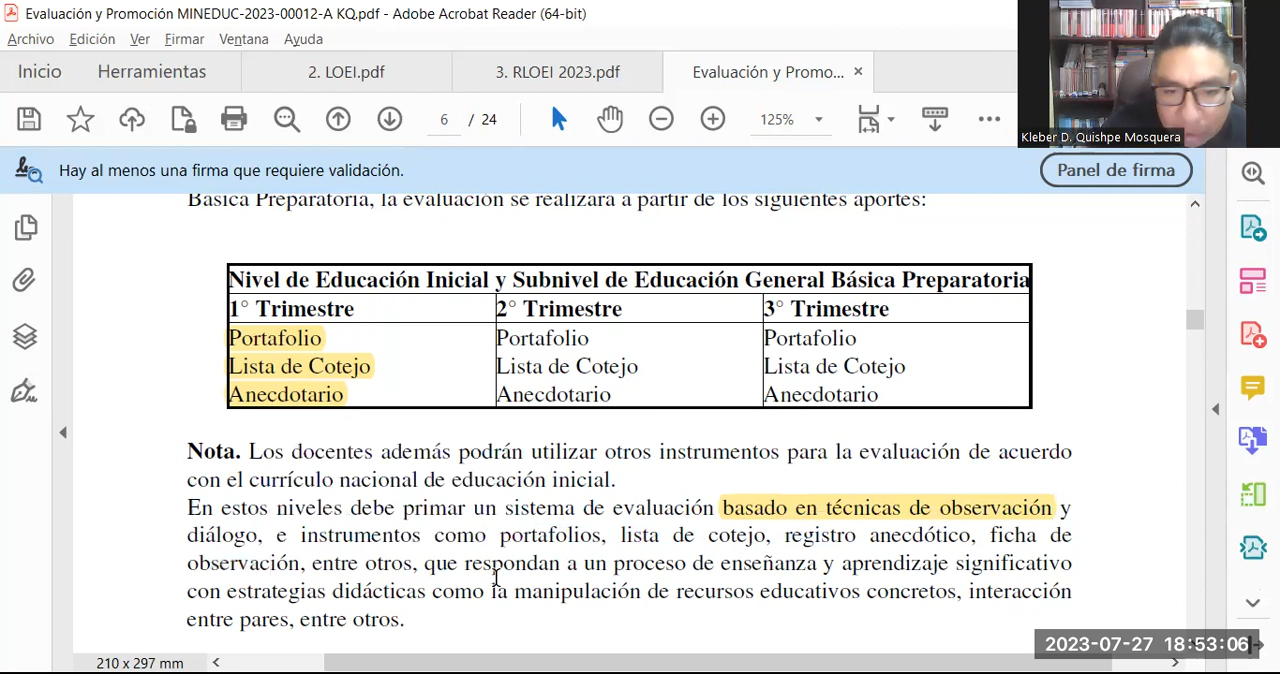 Evaluación y Promoción MINEDUC-2023-00012-A KQ.pdf - Adobe Acrobat Reader (64-bit)
Archivo Edición Ver Firmar Ventana Ayuda
Inicio Herramientas 2. LOEI.pdf 3. RLOEI 2023.pdf Evaluación y Promo... ×
6 / 24 125%
Kleber D. Quishpe Mosquera
Hay al menos una firma que requiere validación. Panel de firma
Básica Preparatoria, la evaluación se realizará a partir de los siguientes aportes:
Nivel de Educación Inicial y Subnivel de Educación General Básica Preparatoria
1° Trimestre 2° Trimestre 3° Trimestre
Portafolio Portafolio Portafolio
Lista de Cotejo Lista de Cotejo Lista de Cotejo
Anecdotario Anecdotario Anecdotario
Nota. Los docentes además podrán utilizar otros instrumentos para la evaluación de acuerdo
con el currículo nacional de educación inicial.
En estos niveles debe primar un sistema de evaluación basado en técnicas de observación y
diálogo, e instrumentos como portafolios, lista de cotejo, registro anecdótico, ficha de
observación, entre otros, que respondan a un proceso de enseñanza y aprendizaje significativo
con estrategias didácticas como la manipulación de recursos educativos concretos, interacción
entre pares, entre otros.
2023-07-27 18:53:06
210 x 297 mm